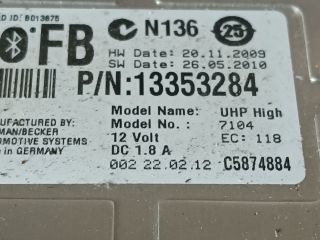 D ID: B013675
FB
N136
25
HW Date: 20.11.2009
SW Date: 26.05.2010
P/N:13353284
UFACTURED BY:
MAN/BECKER
OMOTIVE SYSTEMS
in GERMANY
Model Name: UHP High
Model No.: 7104
12 Volt EC: 118
DC 1.8 A
002 22.02.12 C5874884